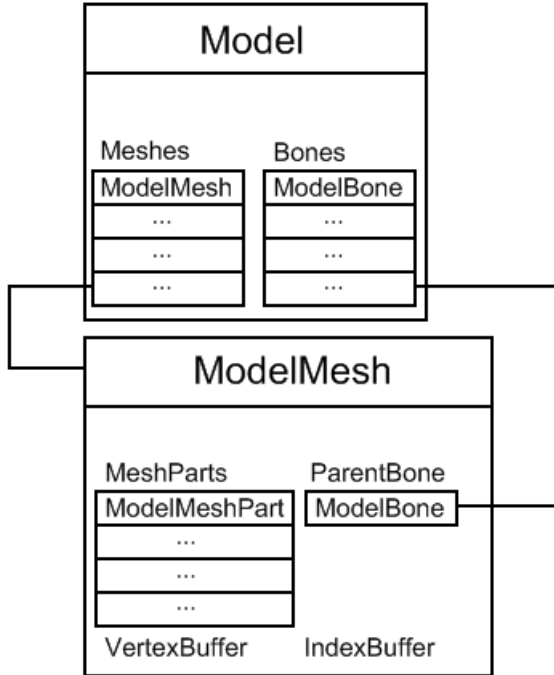 Model
Meshes Bones
ModelMesh ModelBone
... ...
... ...
... ...
ModelMesh
MeshParts ParentBone
ModelMeshPart ModelBone
...
...
...
VertexBuffer IndexBuffer